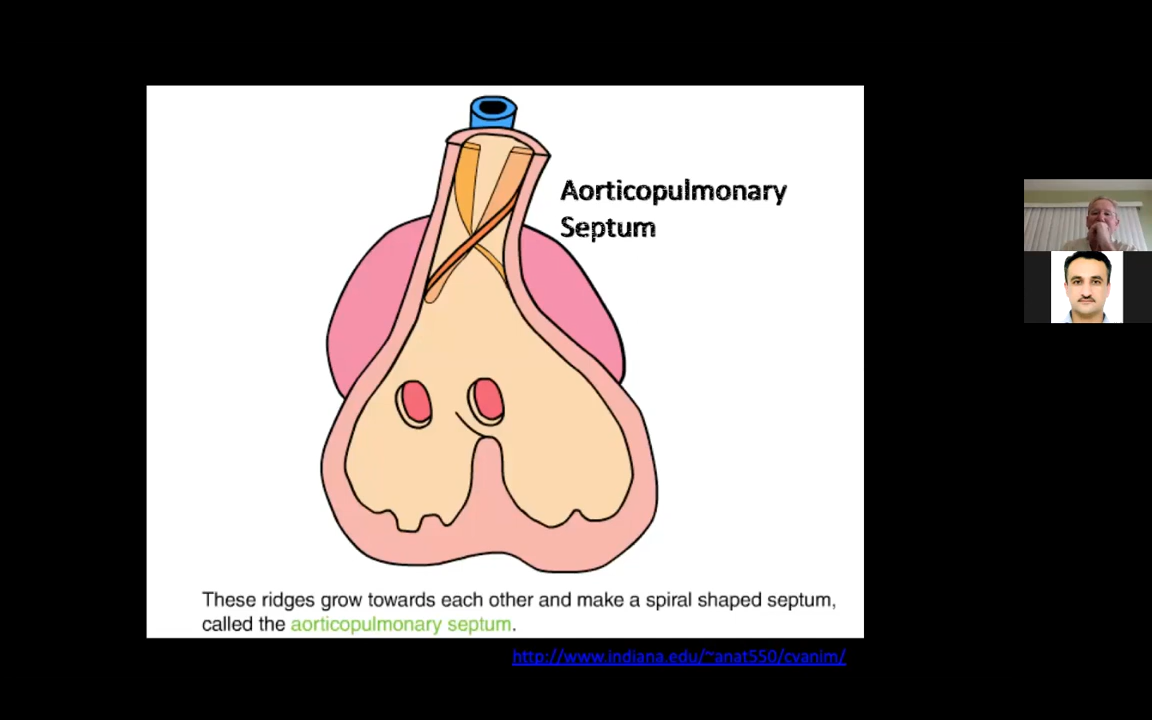 Aorticopulmonary
Septum
These ridges grow towards each other and make a spiral shaped septum,
called the aorticopulmonary septum.
http://www.indiana.edu/~anat550/cvanim/